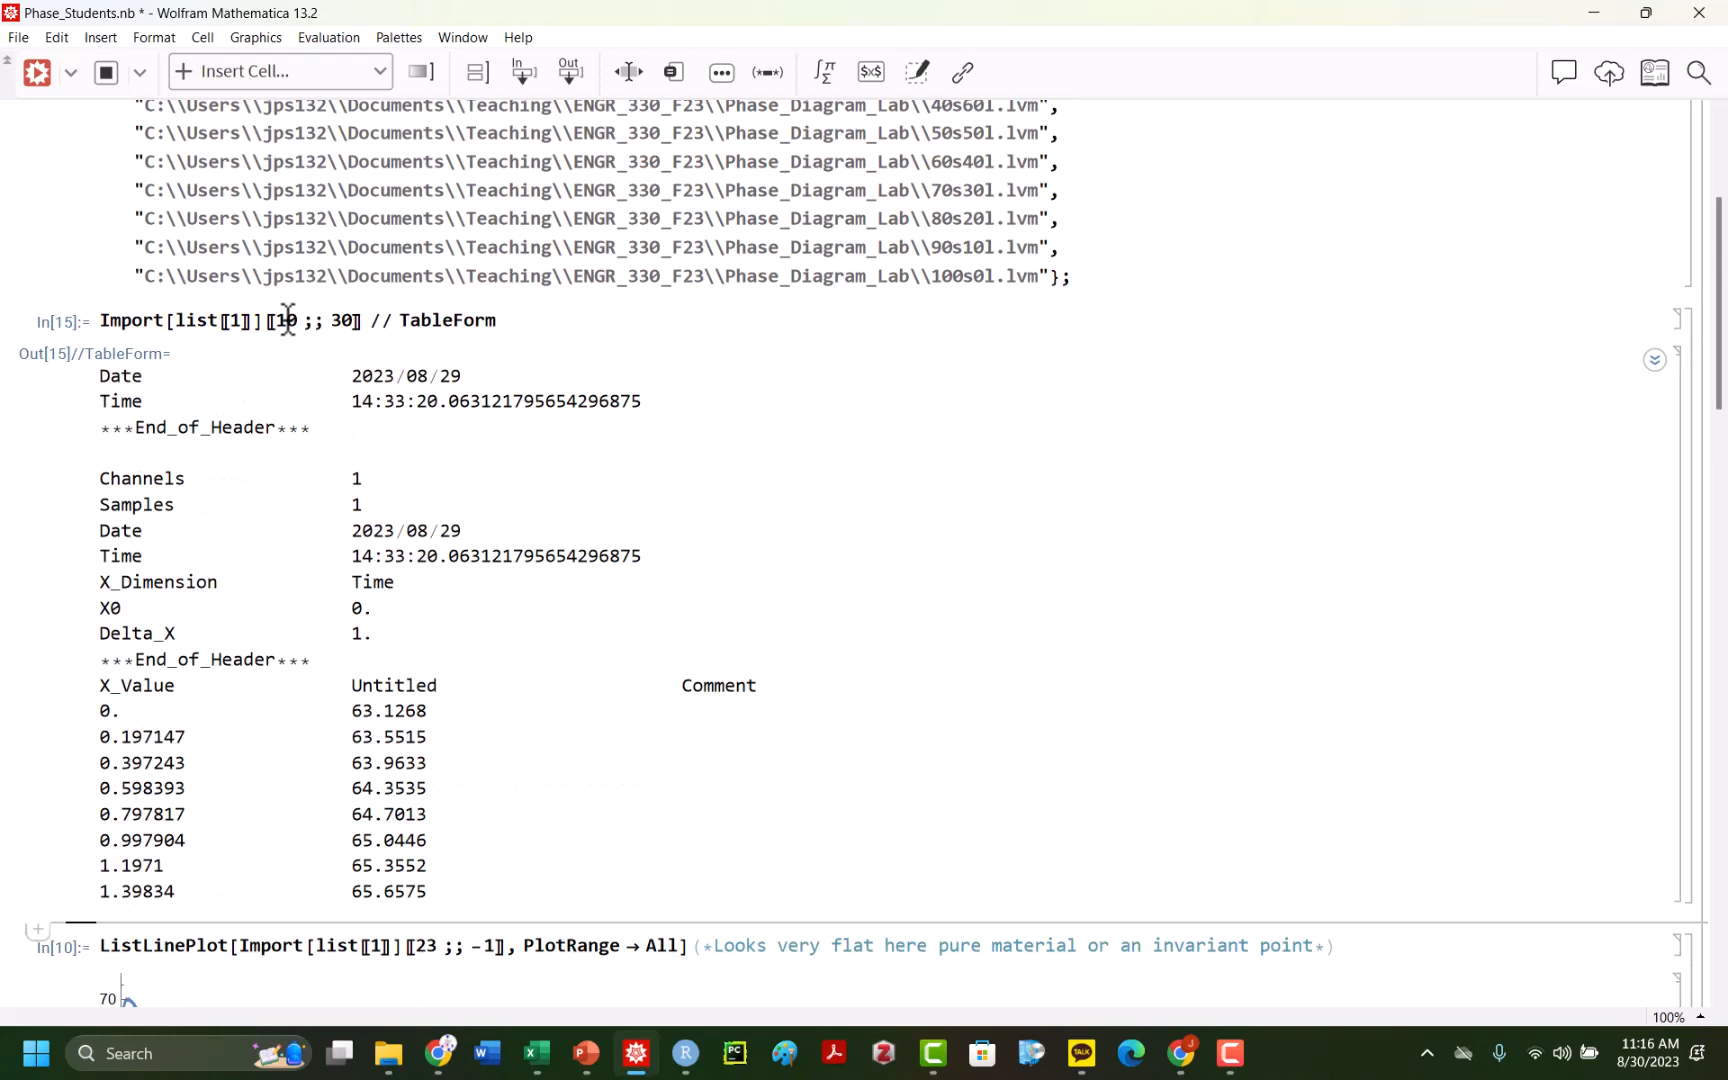 Phase_Students.nb * - Wolfram Mathematica 13.2
File Edit Insert Format Cell Graphics Evaluation Palettes Window Help
Insert Cell... In Out
"C:\\Users\\jps132\\Documents\\Teaching\\ENGR_330_F23\\Phase_Diagram_Lab\\40s60l.lvm",
"C:\\Users\\jps132\\Documents\\Teaching\\ENGR_330_F23\\Phase_Diagram_Lab\\50s50l.lvm",
"C:\\Users\\jps132\\Documents\\Teaching\\ENGR_330_F23\\Phase_Diagram_Lab\\60s40l.lvm",
"C:\\Users\\jps132\\Documents\\Teaching\\ENGR_330_F23\\Phase_Diagram_Lab\\70s30l.lvm",
"C:\\Users\\jps132\\Documents\\Teaching\\ENGR_330_F23\\Phase_Diagram_Lab\\80s20l.lvm",
"C:\\Users\\jps132\\Documents\\Teaching\\ENGR_330_F23\\Phase_Diagram_Lab\\90s10l.lvm",
"C:\\Users\\jps132\\Documents\\Teaching\\ENGR_330_F23\\Phase_Diagram_Lab\\100s0l.lvm"};
In[15]:= Import[list〚1〛]〚10 ;; 30〛 // TableForm
Out[15]//TableForm=
Date 2023/08/29
Time 14:33:20.063121795654296875
***End_of_Header***
Channels 1
Samples 1
Date 2023/08/29
Time 14:33:20.063121795654296875
X_Dimension Time
X0 0.
Delta_X 1.
***End_of_Header***
X_Value Untitled Comment
0. 63.1268
0.197147 63.5515
0.397243 63.9633
0.598393 64.3535
0.797817 64.7013
0.997904 65.0446
1.1971 65.3552
1.39834 65.6575
In[10]:= ListLinePlot[Import[list〚1〛]〚23 ;; -1〛, PlotRange → All] (*Looks very flat here pure material or an invariant point*)
70
100%
Search
11:16 AM
8/30/2023